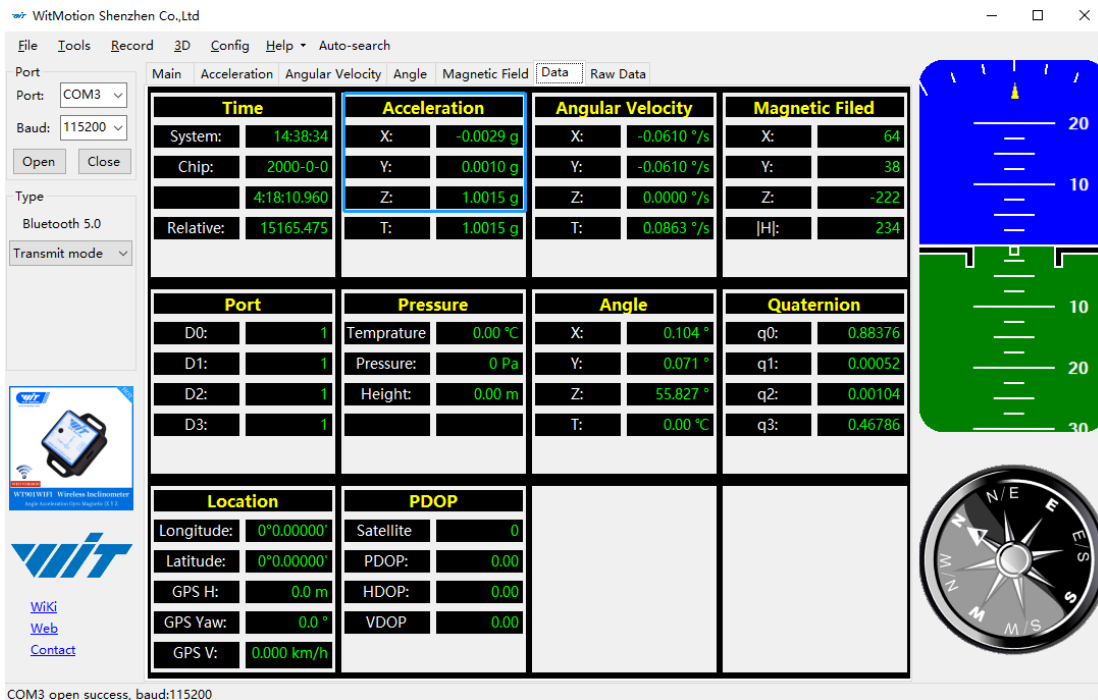 WitMotion Shenzhen Co.,Ltd
File Tools Record 3D Config Help Auto-search
Port
Port: COM3
Baud: 115200
Open Close
Type
Bluetooth 5.0
Transmit mode
WT901WIFI Wireless Inclinometer
WiT
WiKi
Web
Contact
Main Acceleration Angular Velocity Angle Magnetic Field Data Raw Data
Time
System: 14:38:34
Chip: 2000-0-0
4:18:10.960
Relative: 15165.475
Acceleration
X: -0.0029 g
Y: 0.0010 g
Z: 1.0015 g
T: 1.0015 g
Angular Velocity
X: -0.0610 °/s
Y: -0.0610 °/s
Z: 0.0000 °/s
T: 0.0863 °/s
Magnetic Filed
X: 64
Y: 38
Z: -222
|H|: 234
Port
D0: 1
D1: 1
D2: 1
D3: 1
Pressure
Temprature 0.00 ℃
Pressure: 0 Pa
Height: 0.00 m
Angle
X: 0.104 °
Y: 0.071 °
Z: 55.827 °
T: 0.00 ℃
Quaternion
q0: 0.88376
q1: 0.00052
q2: 0.00104
q3: 0.46786
Location
Longitude: 0°0.00000'
Latitude: 0°0.00000'
GPS H: 0.0 m
GPS Yaw: 0.0 °
GPS V: 0.000 km/h
PDOP
Satellite 0
PDOP: 0.00
HDOP: 0.00
VDOP 0.00
20
10
10
20
30
N
N/E
E
E/S
S
M/S
M
N/W
COM3 open success, baud:115200